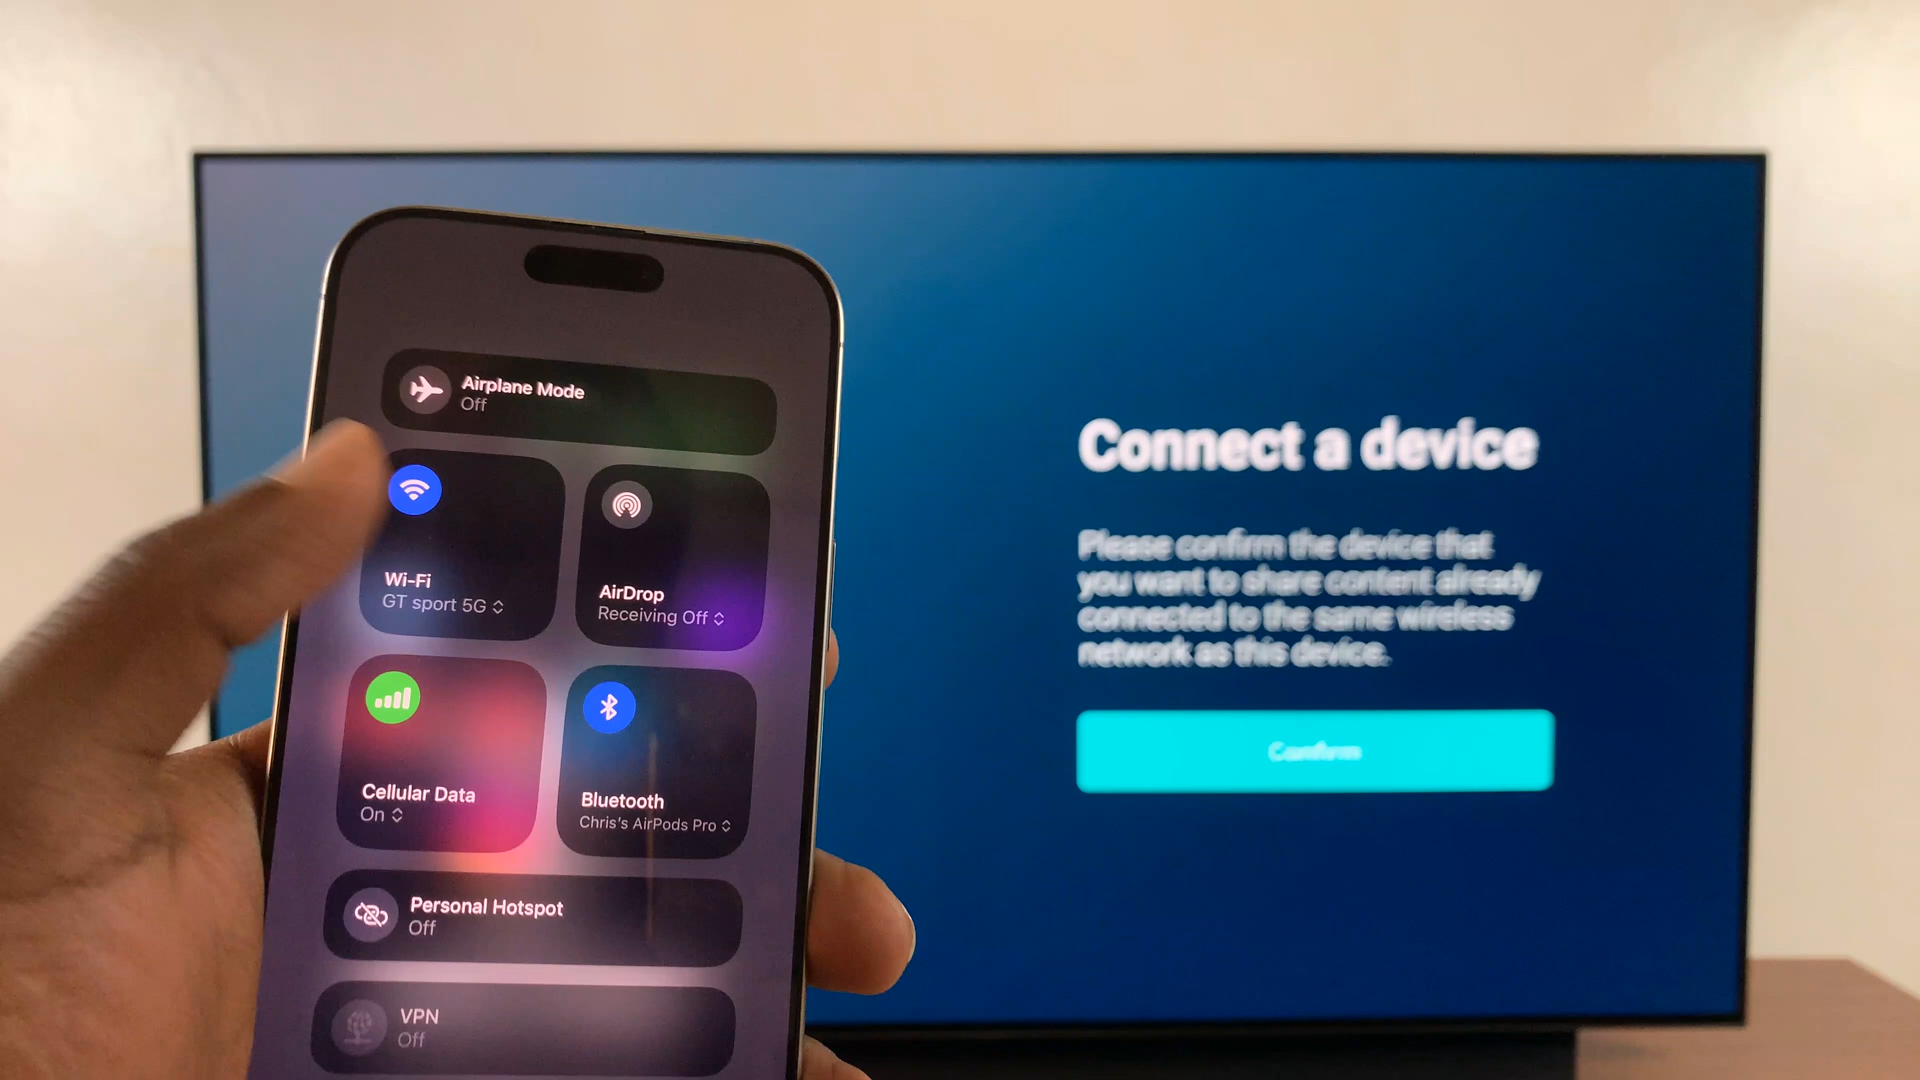 Airplane Mode
Off
Wi-Fi
GT sport 5G
AirDrop
Receiving Off
Cellular Data
On
Bluetooth
Chris's AirPods Pro
Personal Hotspot
Off
VPN
Off
Connect a device
Please confirm the device that
you want to share content already
connected to the same wireless
network as this device.
Confirm